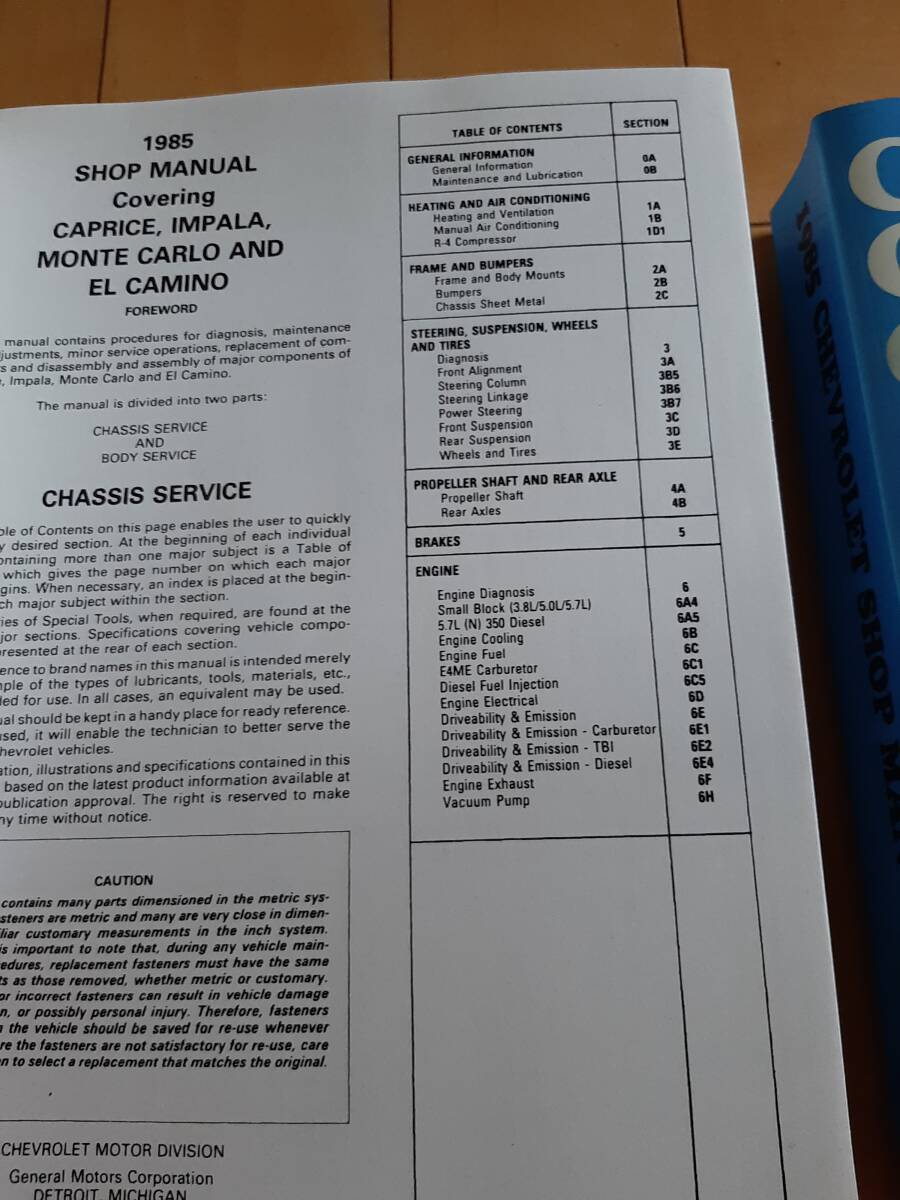 1985
SHOP MANUAL
Covering
CAPRICE, IMPALA,
MONTE CARLO AND
EL CAMINO
FOREWORD
manual contains procedures for diagnosis, maintenance
justments, minor service operations, replacement of com-
s and disassembly and assembly of major components of
, Impala, Monte Carlo and El Camino.
The manual is divided into two parts:
CHASSIS SERVICE
AND
BODY SERVICE
CHASSIS SERVICE
ble of Contents on this page enables the user to quickly
y desired section. At the beginning of each individual
ontaining more than one major subject is a Table of
which gives the page number on which each major
gins. When necessary, an index is placed at the begin-
ch major subject within the section.
ries of Special Tools, when required, are found at the
jor sections. Specifications covering vehicle compo-
presented at the rear of each section.
ence to brand names in this manual is intended merely
mple of the types of lubricants, tools, materials, etc.,
ded for use. In all cases, an equivalent may be used.
ual should be kept in a handy place for ready reference.
used, it will enable the technician to better serve the
hevrolet vehicles.
ation, illustrations and specifications contained in this
based on the latest product information available at
publication approval. The right is reserved to make
ny time without notice.
CAUTION
contains many parts dimensioned in the metric sys-
steners are metric and many are very close in dimen-
liar customary measurements in the inch system.
is important to note that, during any vehicle main-
edures, replacement fasteners must have the same
ts as those removed, whether metric or customary.
or incorrect fasteners can result in vehicle damage
n, or possibly personal injury. Therefore, fasteners
n the vehicle should be saved for re-use whenever
re the fasteners are not satisfactory for re-use, care
n to select a replacement that matches the original.
CHEVROLET MOTOR DIVISION
General Motors Corporation
DETROIT, MICHIGAN
TABLE OF CONTENTS SECTION
GENERAL INFORMATION
General Information 0A
Maintenance and Lubrication 0B
HEATING AND AIR CONDITIONING
Heating and Ventilation 1A
Manual Air Conditioning 1B
R-4 Compressor 1D1
FRAME AND BUMPERS
Frame and Body Mounts 2A
Bumpers 2B
Chassis Sheet Metal 2C
STEERING, SUSPENSION, WHEELS
AND TIRES
Diagnosis 3
Front Alignment 3A
Steering Column 3B5
Steering Linkage 3B6
Power Steering 3B7
Front Suspension 3C
Rear Suspension 3D
Wheels and Tires 3E
PROPELLER SHAFT AND REAR AXLE
Propeller Shaft 4A
Rear Axles 4B
BRAKES 5
ENGINE
Engine Diagnosis 6
Small Block (3.8L/5.0L/5.7L) 6A4
5.7L (N) 350 Diesel 6A5
Engine Cooling 6B
Engine Fuel 6C
E4ME Carburetor 6C1
Diesel Fuel Injection 6C5
Engine Electrical 6D
Driveability & Emission 6E
Driveability & Emission - Carburetor 6E1
Driveability & Emission - TBI 6E2
Driveability & Emission - Diesel 6E4
Engine Exhaust 6F
Vacuum Pump 6H
1985 CHEVROLET SHOP MAN